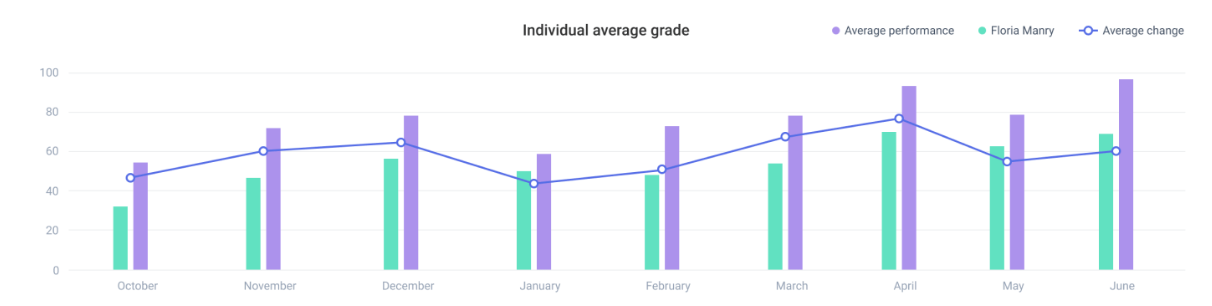 Individual average grade
Average performance
Floria Manry
Average change
100
80
60
40
20
0
October November December January February March April May June